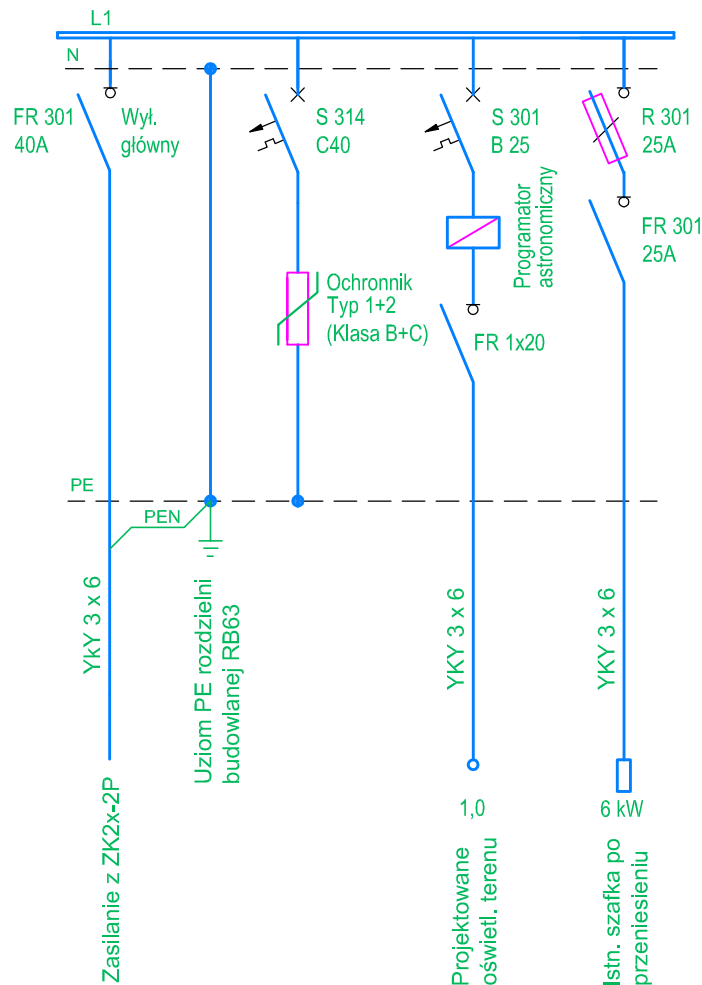 L1
N
FR 301
40A
Wył.
główny
S 314
C40
S 301
B 25
R 301
25A
Programator
astronomiczny
FR 301
25A
Ochronnik
Typ 1+2
(Klasa B+C)
FR 1x20
PE
PEN
YkY 3 x 6
Uziom PE rozdzielni
budowlanej RB63
YKY 3 x 6
YKY 3 x 6
Zasilanie z ZK2x-2P
1,0
6 kW
Projektowane
oświetl. terenu
Istn. szafka po
przeniesieniu